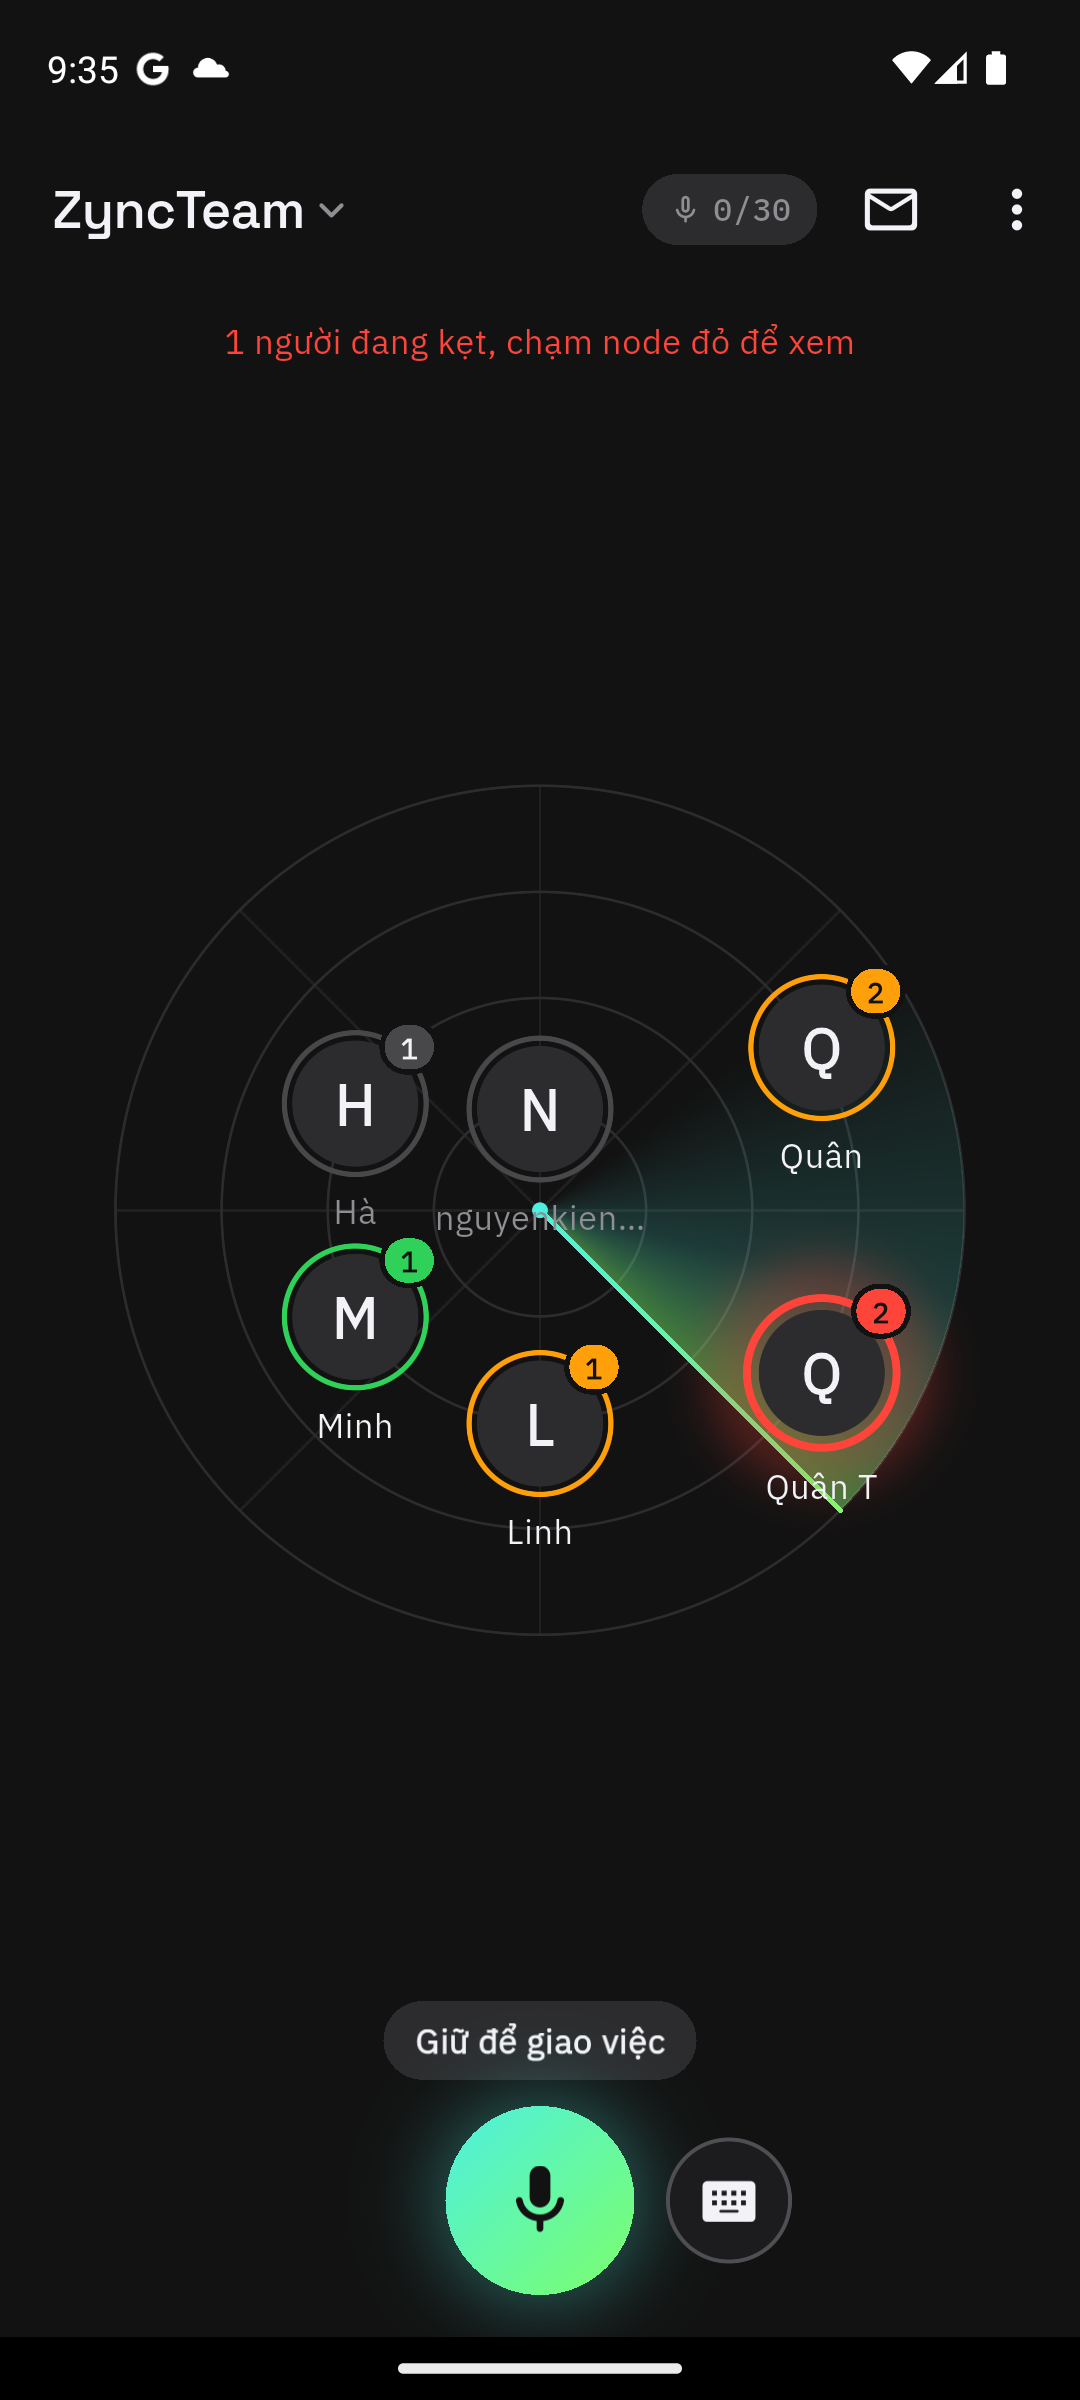 9:35
ZyncTeam
0/30
1 người đang kẹt, chạm node đỏ để xem
2
Q
Quân
1
H
Hà
N
nguyenkien...
1
M
Minh
2
Q
Quân T
1
L
Linh
Giữ để giao việc